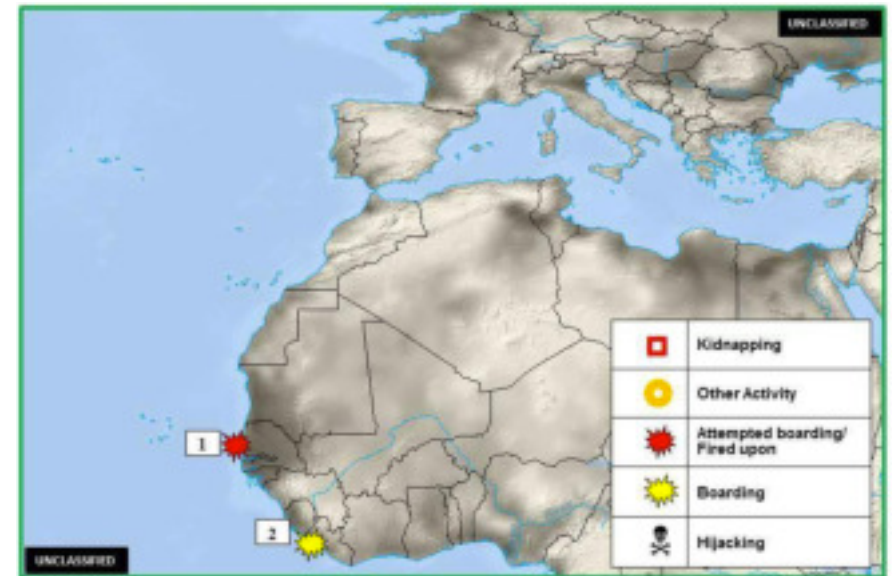 UNCLASSIFIED
1
2
Kidnapping
Other Activity
Attempted boarding/
Fired upon
Boarding
Hijacking
UNCLASSIFIED